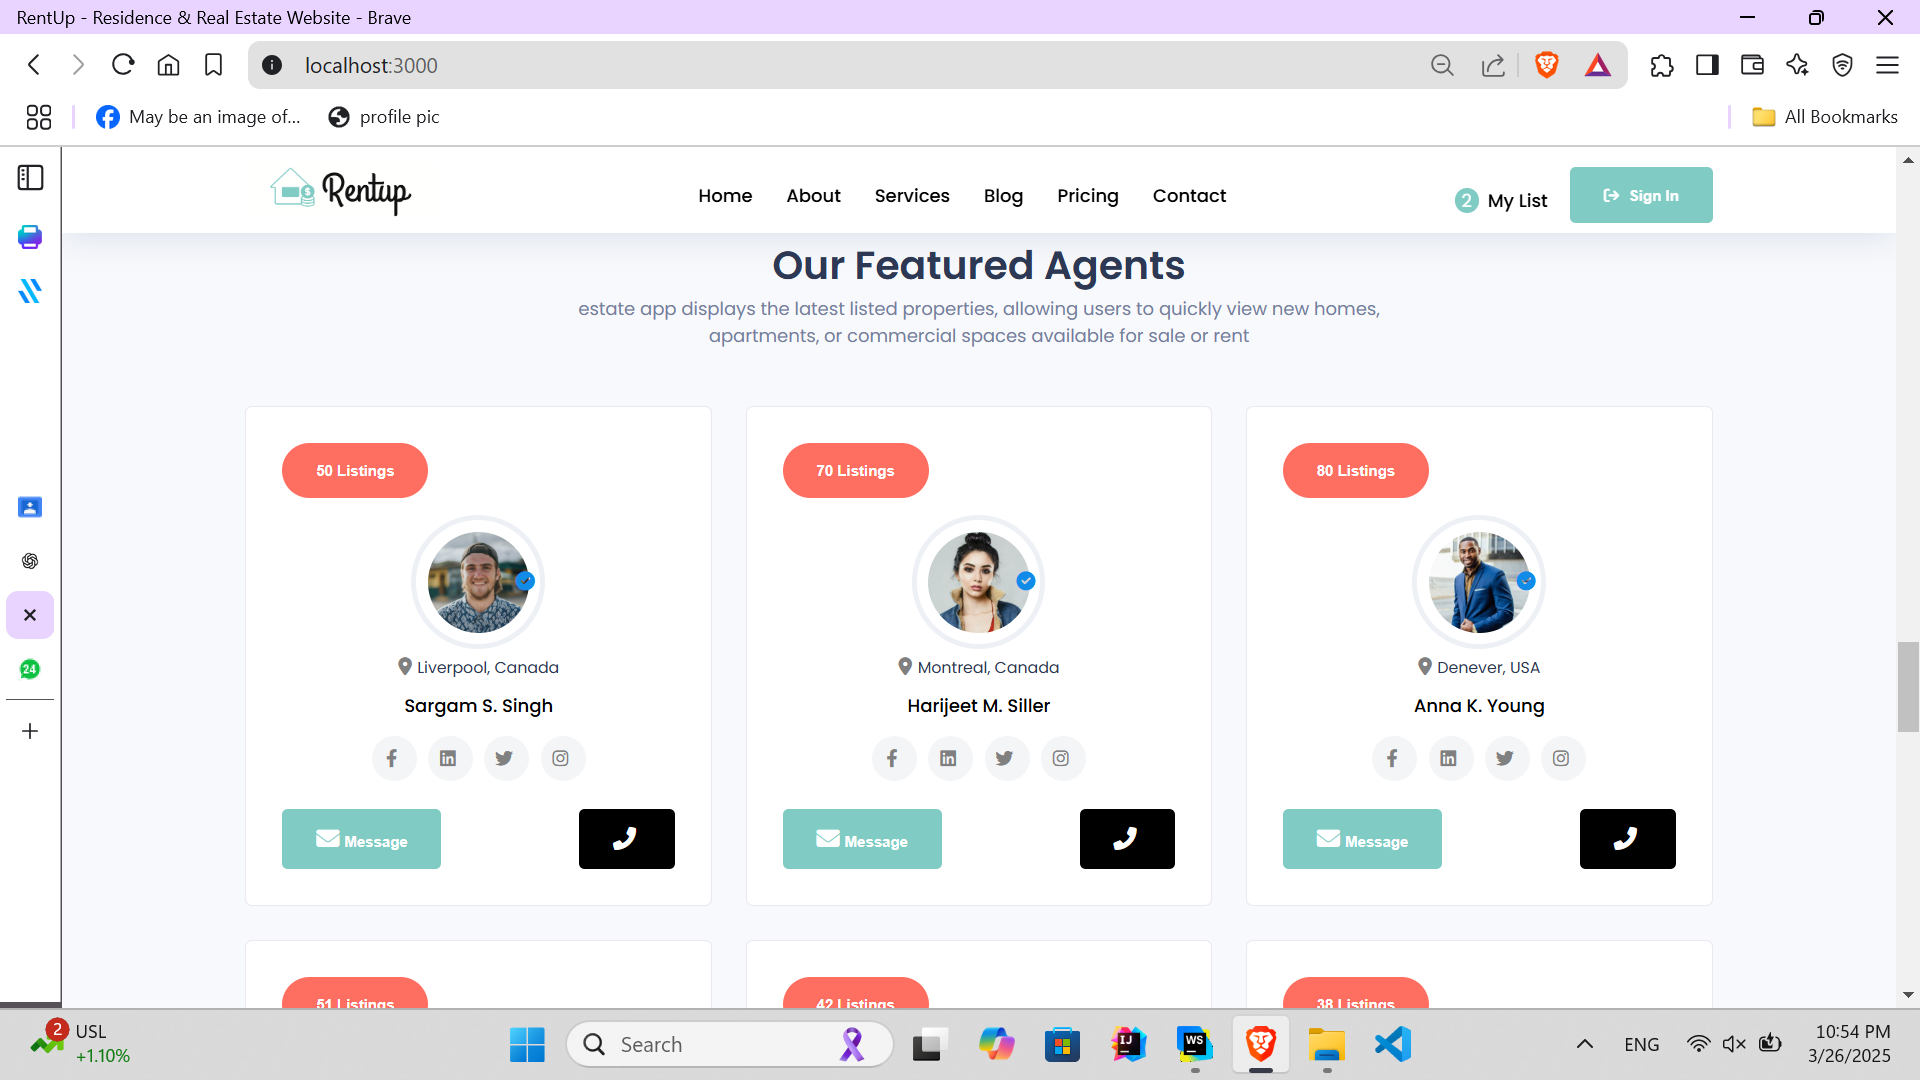 RentUp - Residence & Real Estate Website - Brave
localhost:3000
May be an image of...
profile pic
All Bookmarks
Rentup
Home
About
Services
Blog
Pricing
Contact
2 My List
Sign In
Our Featured Agents
estate app displays the latest listed properties, allowing users to quickly view new homes,
apartments, or commercial spaces available for sale or rent
50 Listings
70 Listings
80 Listings
Liverpool, Canada
Montreal, Canada
Denever, USA
Sargam S. Singh
Harijeet M. Siller
Anna K. Young
Message
Message
Message
24
51 Listings
42 Listings
38 Listings
2
USL
+1.10%
Search
IJ
WS
ENG
10:54 PM
3/26/2025